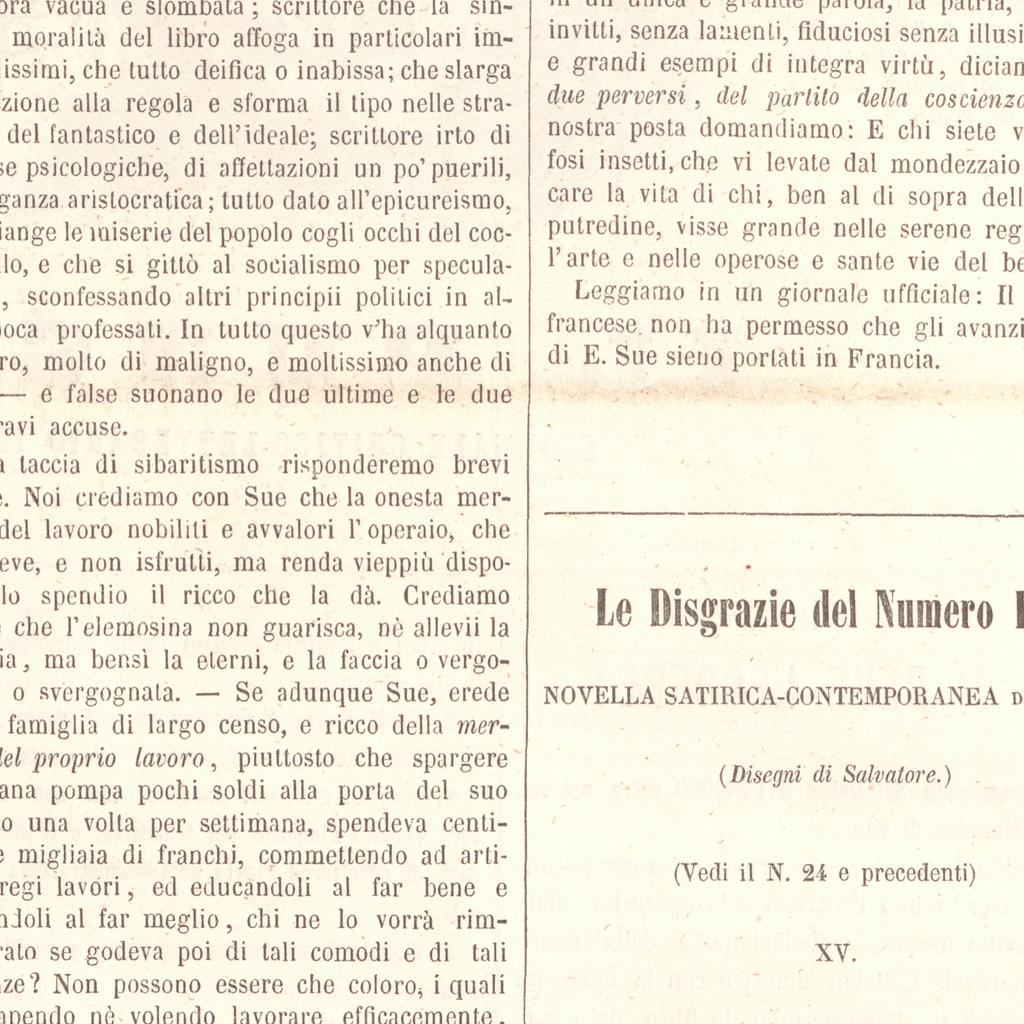 ora vacua e slombata; scrittore che la sin-
moralità del libro affoga in particolari im-
issimi, che tutto deifica o inabissa; che slarga
zione alla regola e sforma il tipo nelle stra-
del fantastico e dell'ideale; scrittore irto di
se psicologiche, di affettazioni un po' puerili,
ganza aristocratica; tutto dato all'epicureismo,
iange le miserie del popolo cogli occhi del coc-
lo, e che si gittò al socialismo per specula-
, sconfessando altri principii politici in al-
poca professati. In tutto questo v'ha alquanto
ro, molto di maligno, e moltissimo anche di
— e false suonano le due ultime e le due
ravi accuse.
a taccia di sibaritismo risponderemo brevi
e. Noi crediamo con Sue che la onesta mer-
del lavoro nobiliti e avvalori l'operaio, che
eve, e non isfrutti, ma renda vieppiù dispo-
lo spendio il ricco che la dà. Crediamo
che l'elemosina non guarisca, nè allevii la
ia, ma bensì la eterni, e la faccia o vergo-
o svergognata. — Se adunque Sue, erede
famiglia di largo censo, e ricco della mer-
del proprio lavoro, piuttosto che spargere
ana pompa pochi soldi alla porta del suo
o una volta per settimana, spendeva centi-
e migliaia di franchi, commettendo ad arti-
regi lavori, ed educandoli al far bene e
ndoli al far meglio, chi ne lo vorrà rim-
rato se godeva poi di tali comodi e di tali
ze? Non possono essere che coloro, i quali
apendo nè volendo lavorare efficacemente,
in un'unica e grande parola, la patria,
invitti, senza lamenti, fiduciosi senza illusi
e grandi esempi di integra virtù, dician
due perversi, del partito della coscienza
nostra posta domandiamo: E chi siete v
fosi insetti, che vi levate dal mondezzaio
care la vita di chi, ben al di sopra dell
putredine, visse grande nelle serene reg
l'arte e nelle operose e sante vie del be
Leggiamo in un giornale ufficiale: Il
francese non ha permesso che gli avanzi
di E. Sue sieno portati in Francia.
Le Disgrazie del Numero
NOVELLA SATIRICA-CONTEMPORANEA D
(Disegni di Salvatore.)
(Vedi il N. 24 e precedenti)
XV.